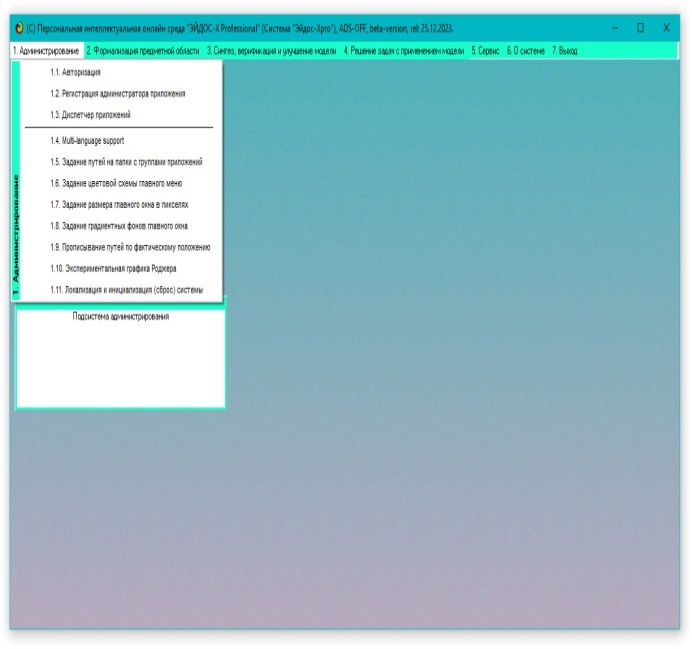 (C) Персональная интеллектуальная онлайн среда "ЭЙДОС-X Professional" (Система "Эйдос-Xpro"), ADS-OFF, beta-version, rel: 25.12.2023.
1. Администрирование 2. Формализация предметной области 3. Синтез, верификация и улучшение модели 4. Решение задач с применением модели 5. Сервис 6. О системе 7. Выход
1.1. Авторизация
1.2. Регистрация администратора приложения
1.3. Диспетчер приложений
1.4. Multi-language support
1.5. Задание путей на папки с группами приложений
1.6. Задание цветовой схемы главного меню
1.7. Задание размера главного окна в пикселях
1.8. Задание градиентных фонов главного окна
1.9. Прописывание путей по фактическому положению
1.10. Экспериментальная графика Роджера
1.11. Локализация и инициализация (сброс) системы
1. Администрирование
Подсистема администрирования